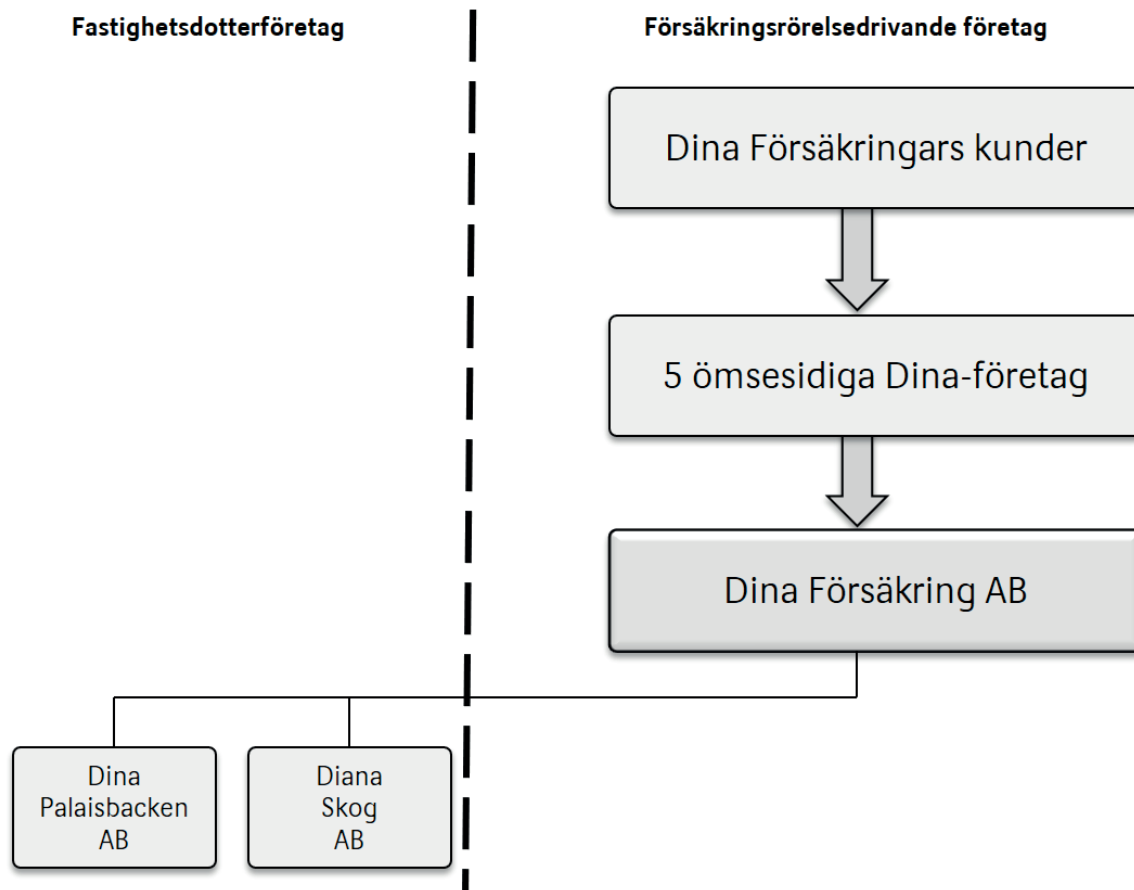 Fastighetsdotterföretag
Försäkringsrörelsedrivande företag
Dina Försäkringars kunder
5 ömsesidiga Dina-företag
Dina Försäkring AB
Dina
Palaisbacken
AB
Diana
Skog
AB